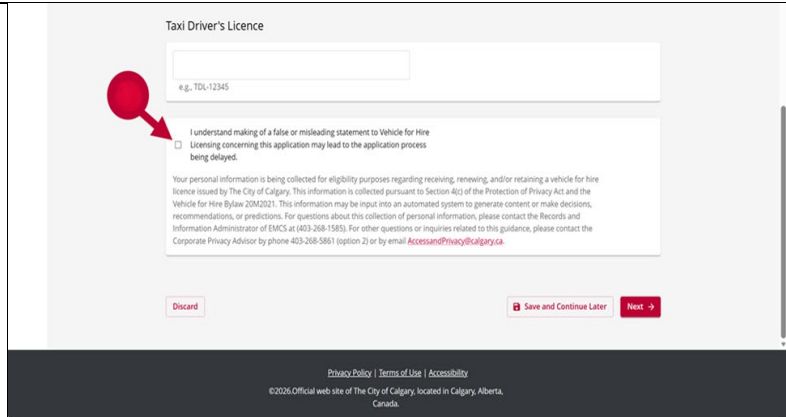 Taxi Driver's Licence
e.g., TDL-12345
I understand making of a false or misleading statement to Vehicle for Hire
Licensing concerning this application may lead to the application process
being delayed.
Your personal information is being collected for eligibility purposes regarding receiving, renewing, and/or retaining a vehicle for hire
licence issued by The City of Calgary. This information is collected pursuant to Section 4(c) of the Protection of Privacy Act and the
Vehicle for Hire Bylaw 20M2021. This information may be input into an automated system to generate content or make decisions,
recommendations, or predictions. For questions about this collection of personal information, please contact the Records and
Information Administrator of EMCS at (403-268-1585). For other questions or inquiries related to this guidance, please contact the
Corporate Privacy Advisor by phone 403-268-5861 (option 2) or by email AccessandPrivacy@calgary.ca.
Discard
Save and Continue Later
Next →
Privacy Policy | Terms of Use | Accessibility
©2026.Official web site of The City of Calgary, located in Calgary, Alberta,
Canada.